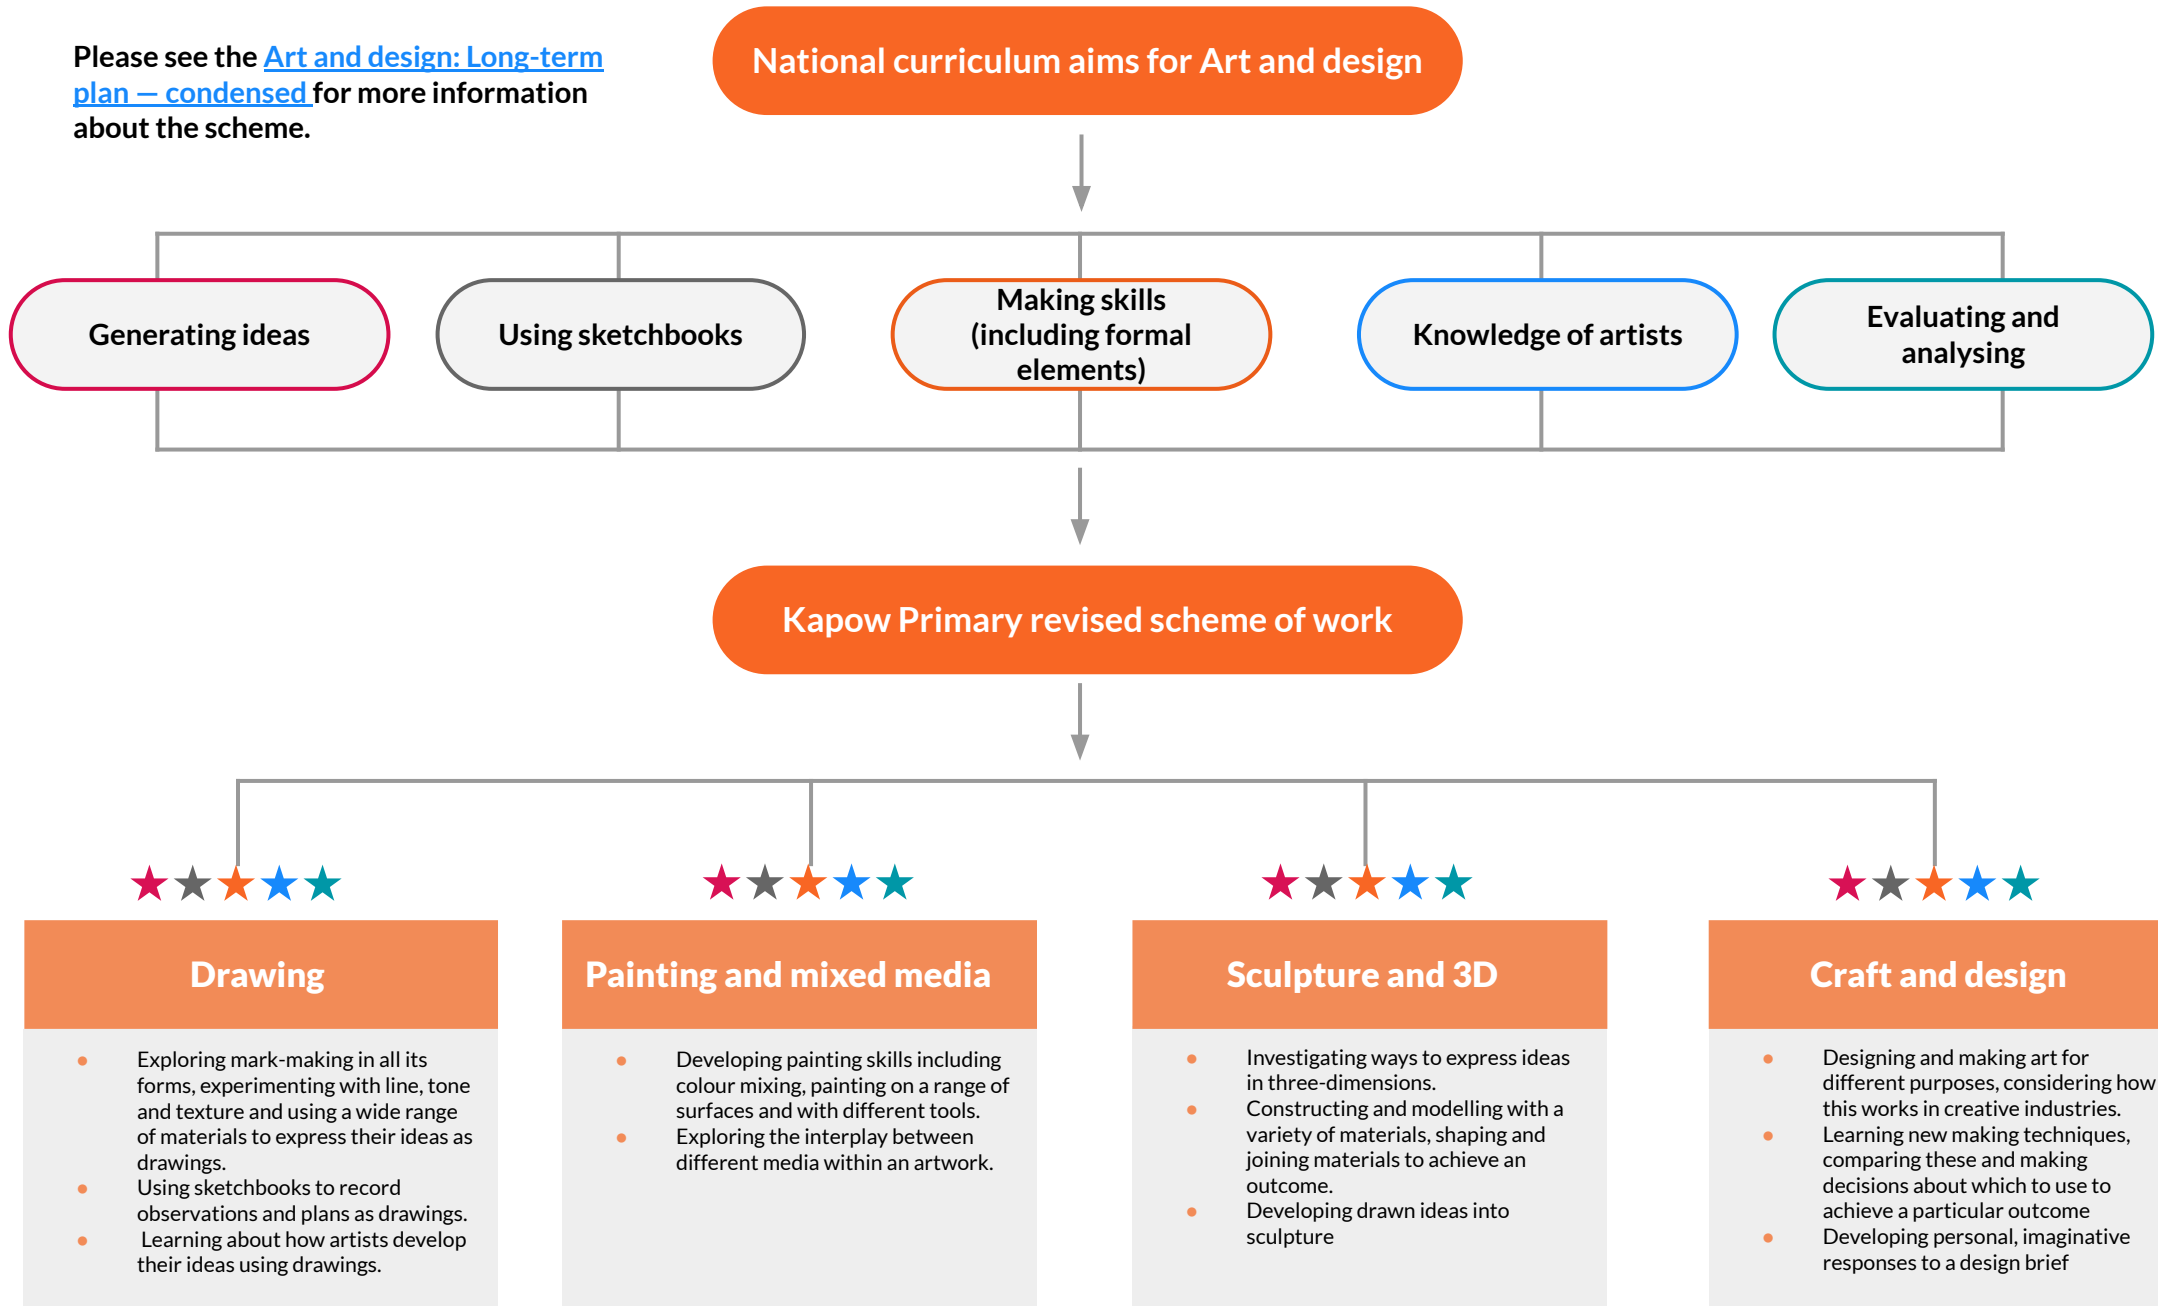 Please see the Art and design: Long-term
plan — condensed for more information
about the scheme.
National curriculum aims for Art and design
Generating ideas
Using sketchbooks
Making skills
(including formal
elements)
Knowledge of artists
Evaluating and
analysing
Kapow Primary revised scheme of work
Drawing
● Exploring mark-making in all its
forms, experimenting with line, tone
and texture and using a wide range
of materials to express their ideas as
drawings.
● Using sketchbooks to record
observations and plans as drawings.
● Learning about how artists develop
their ideas using drawings.
Painting and mixed media
● Developing painting skills including
colour mixing, painting on a range of
surfaces and with different tools.
● Exploring the interplay between
different media within an artwork.
Sculpture and 3D
● Investigating ways to express ideas
in three-dimensions.
● Constructing and modelling with a
variety of materials, shaping and
joining materials to achieve an
outcome.
● Developing drawn ideas into
sculpture
Craft and design
● Designing and making art for
different purposes, considering how
this works in creative industries.
● Learning new making techniques,
comparing these and making
decisions about which to use to
achieve a particular outcome
● Developing personal, imaginative
responses to a design brief